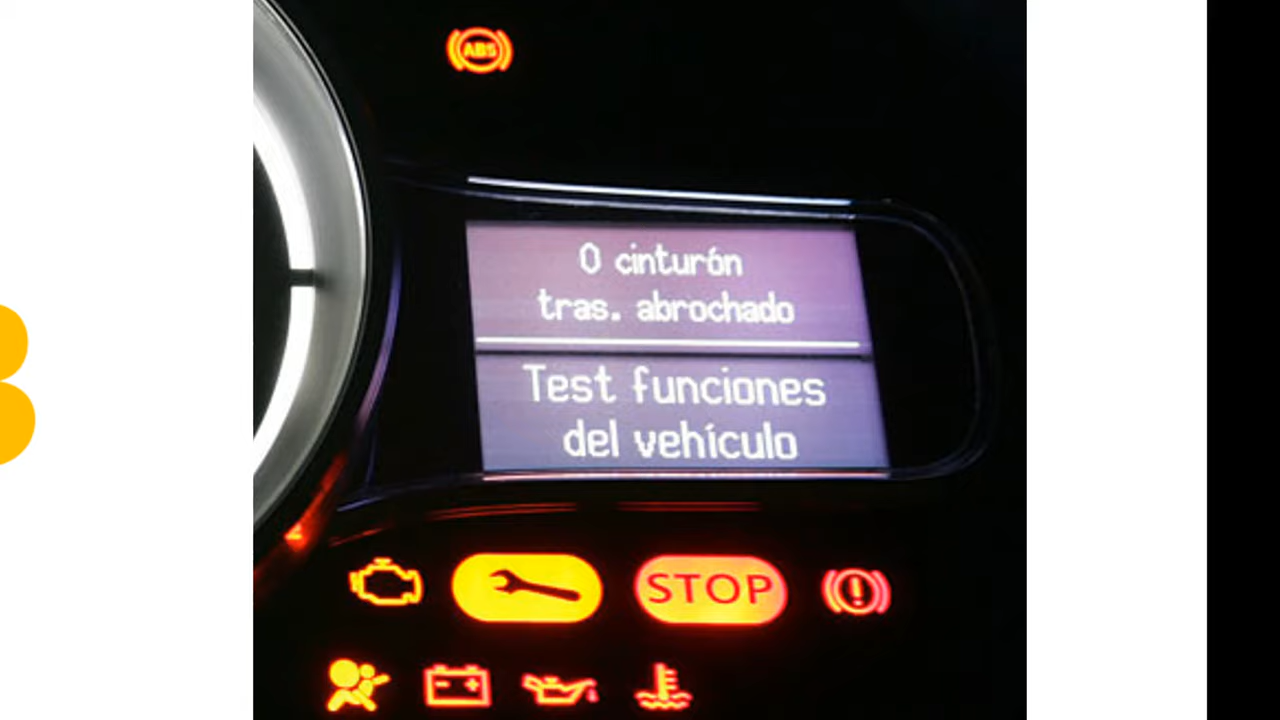 ABS
0 cinturón
tras. abrochado
Test funciones
del vehículo
STOP